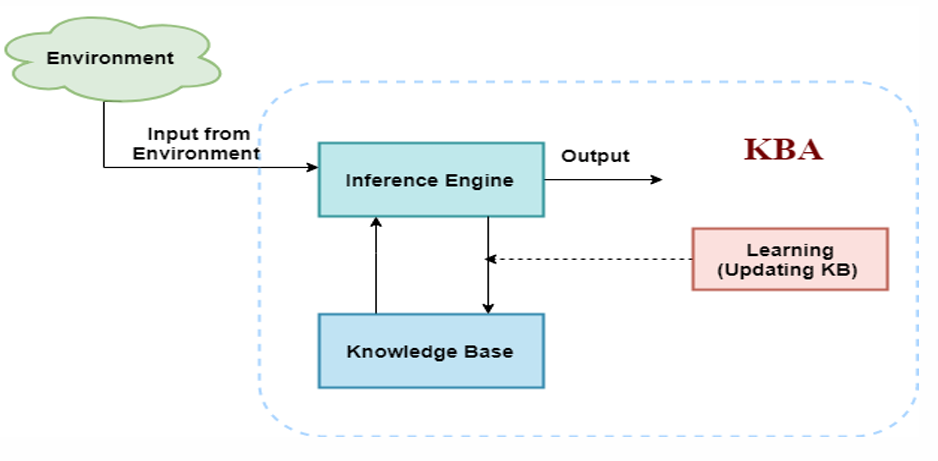 Environment
Input from
Environment
Inference Engine
Output
KBA
Learning
(Updating KB)
Knowledge Base